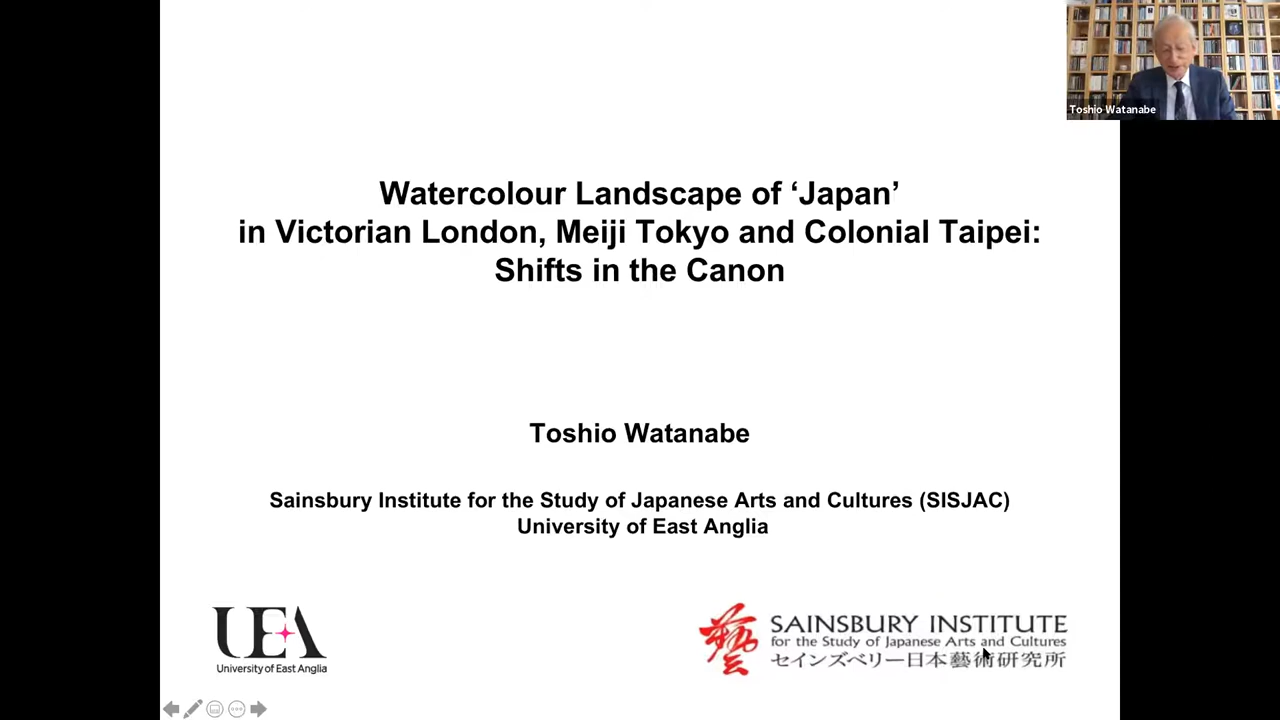 Toshio Watanabe
Watercolour Landscape of ‘Japan’
in Victorian London, Meiji Tokyo and Colonial Taipei:
Shifts in the Canon
Toshio Watanabe
Sainsbury Institute for the Study of Japanese Arts and Cultures (SISJAC)
University of East Anglia
UEA
University of East Anglia
藝
SAINSBURY INSTITUTE
for the Study of Japanese Arts and Cultures
セインズベリー日本藝術研究所